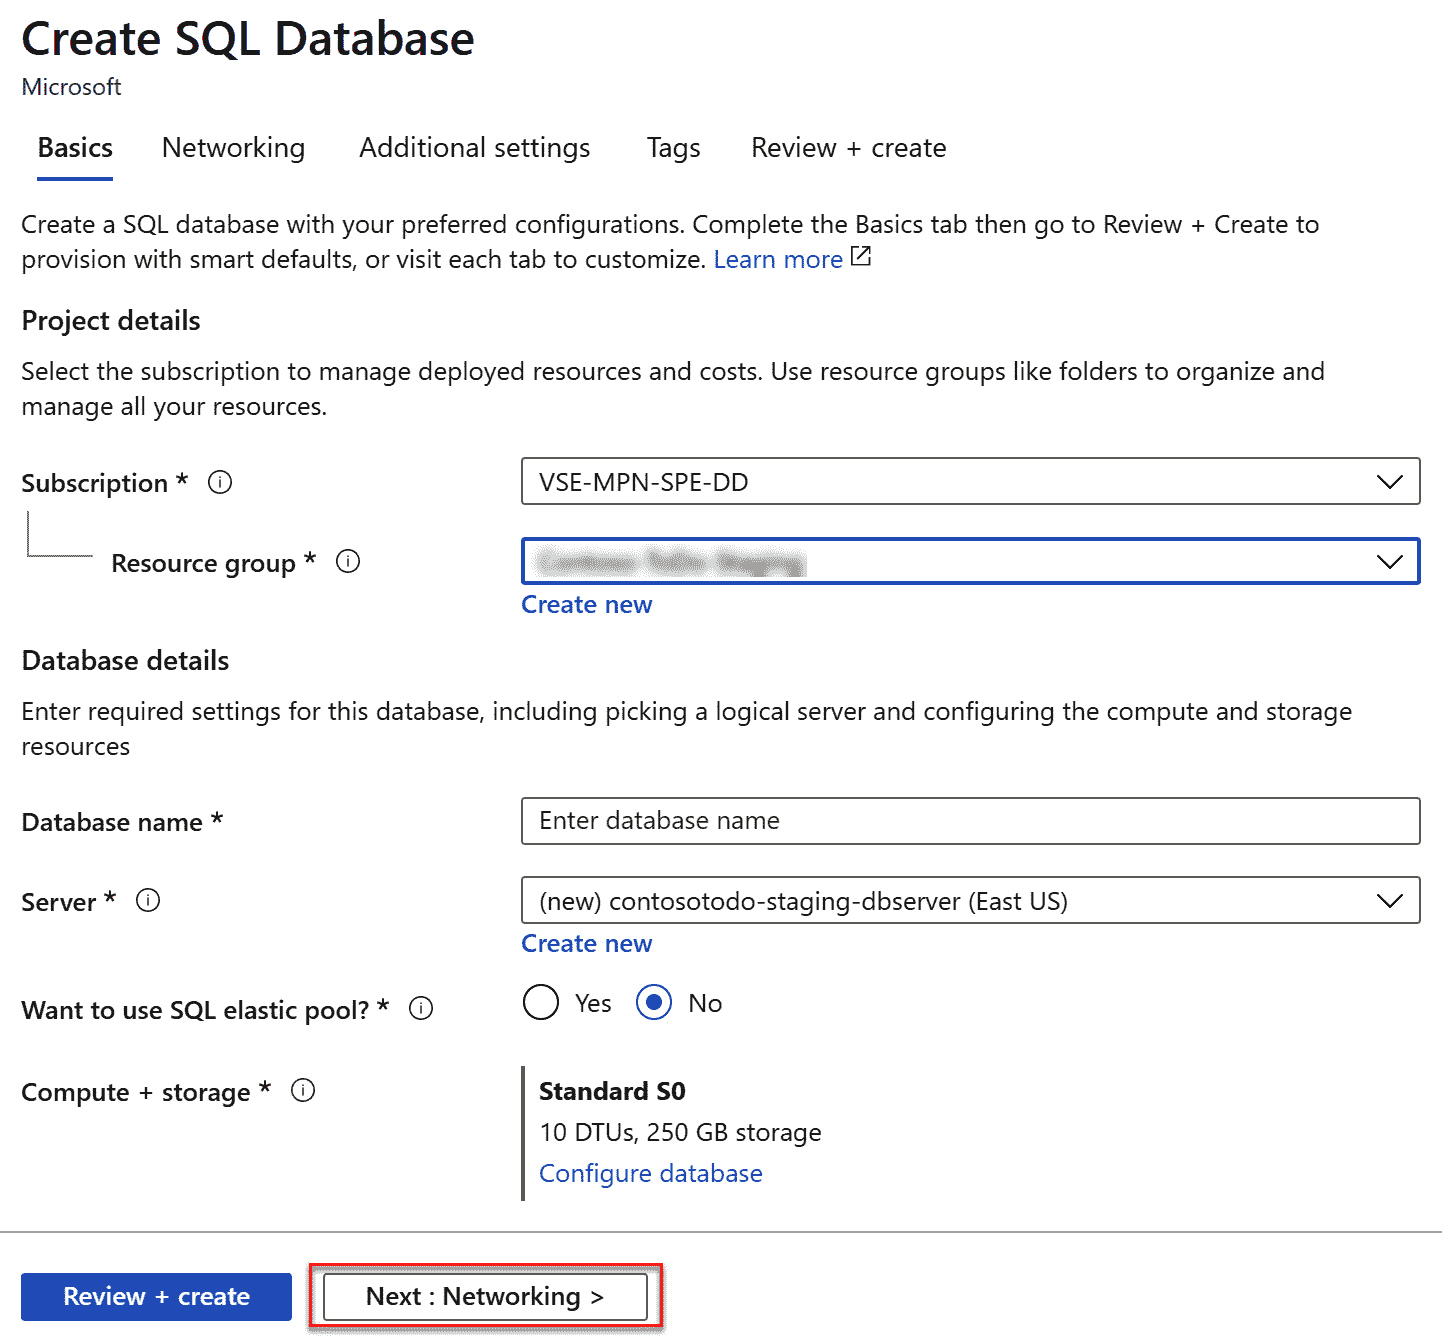 Create SQL Database
Microsoft
Basics Networking Additional settings Tags Review + create
Create a SQL database with your preferred configurations. Complete the Basics tab then go to Review + Create to
provision with smart defaults, or visit each tab to customize. Learn more
Project details
Select the subscription to manage deployed resources and costs. Use resource groups like folders to organize and
manage all your resources.
Subscription * VSE-MPN-SPE-DD
Resource group *
Create new
Database details
Enter required settings for this database, including picking a logical server and configuring the compute and storage
resources
Database name * Enter database name
Server * (new) contosotodo-staging-dbserver (East US)
Create new
Want to use SQL elastic pool? * Yes No
Compute + storage * Standard S0
10 DTUs, 250 GB storage
Configure database
Review + create Next : Networking >